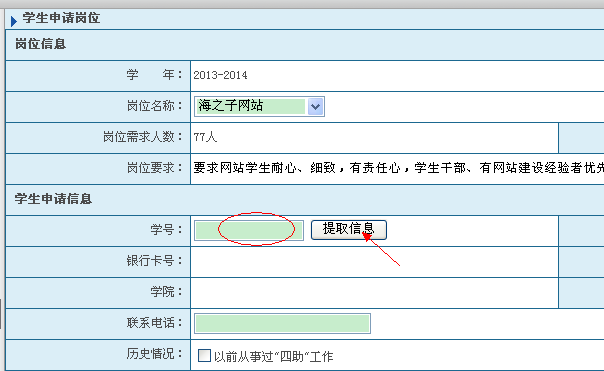 学生申请岗位
岗位信息
学 年： 2013-2014
岗位名称： 海之子网站
岗位需求人数： 77人
岗位要求： 要求网站学生耐心、细致，有责任心，学生干部、有网站建设经验者优先
学生申请信息
学号： 提取信息
银行卡号：
学院：
联系电话：
历史情况： 以前从事过“四助”工作